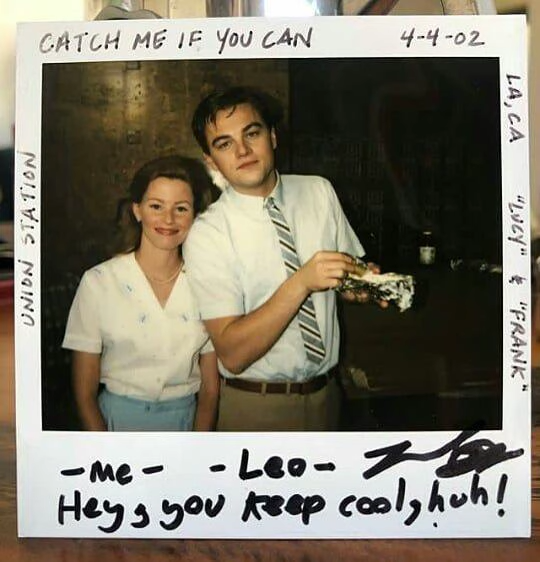 CATCH ME IF YOU CAN 4-4-02
LA, CA "LUCY" & "FRANK"
UNION STATION
-Me- -Leo-
Hey, you keep cool, huh!